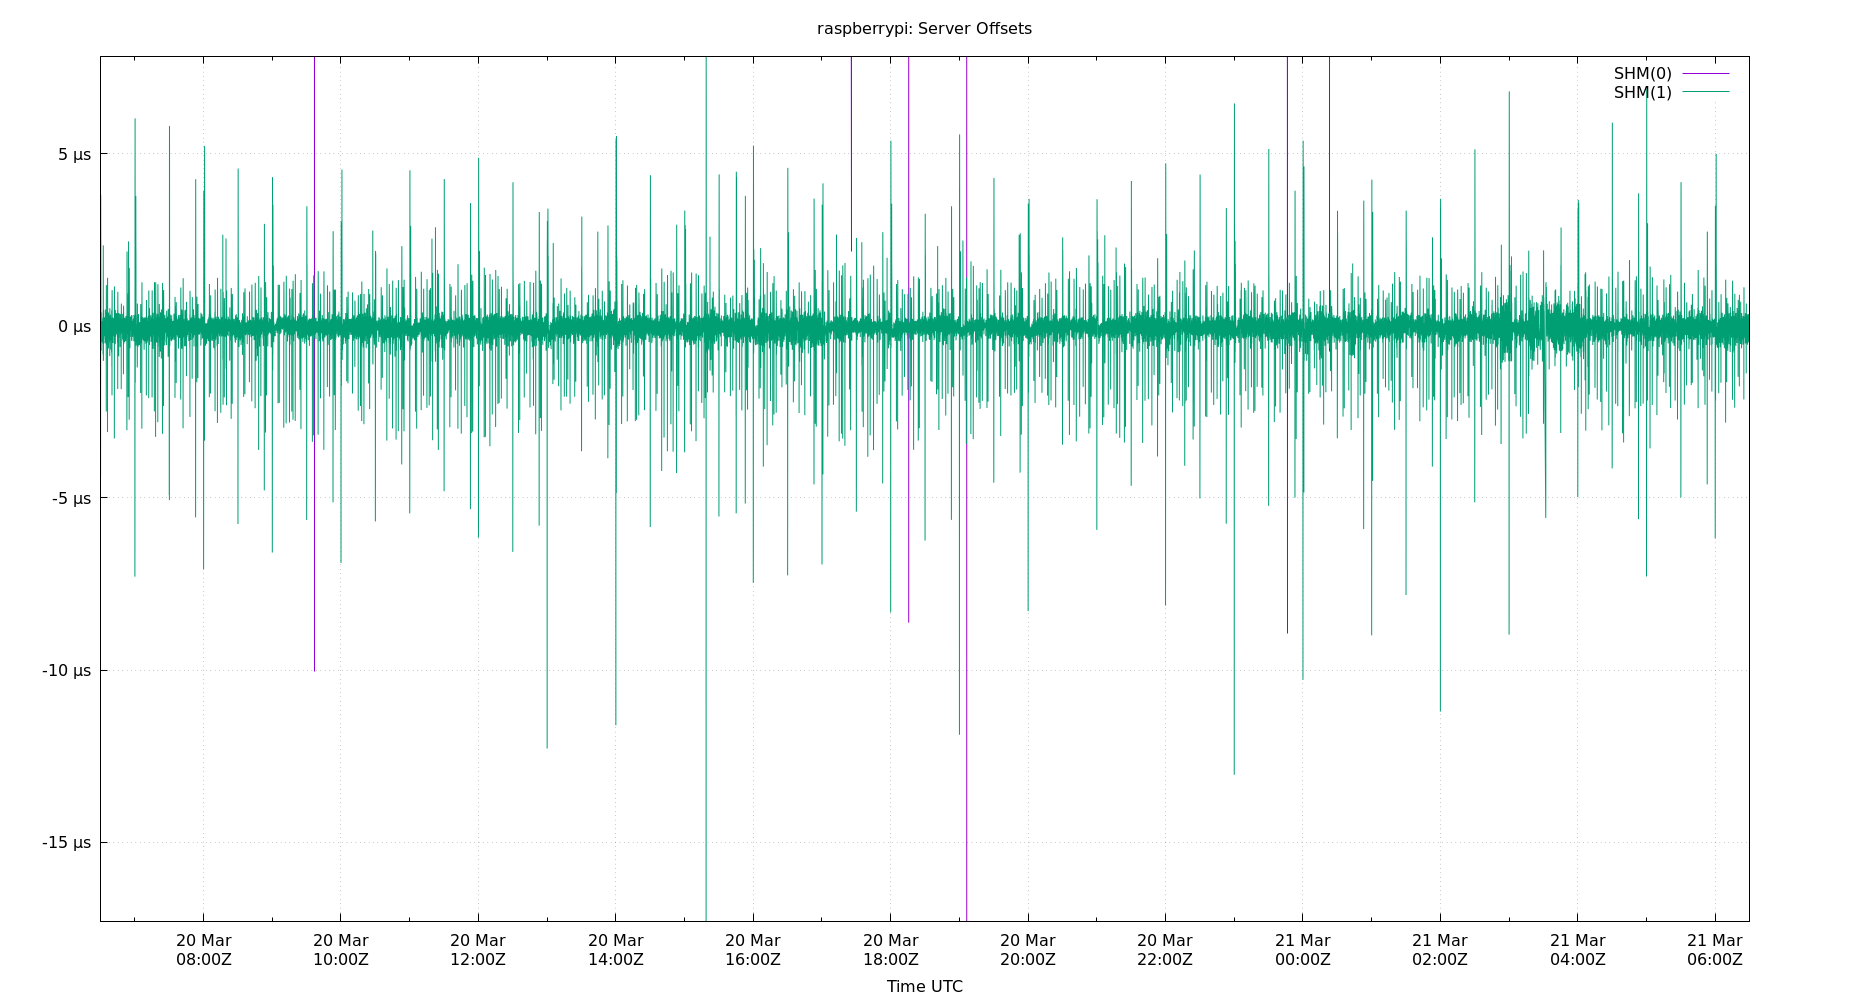 raspberrypi: Server Offsets
SHM(0)
SHM(1)
5 µs
0 µs
-5 µs
-10 µs
-15 µs
20 Mar 20 Mar 20 Mar 20 Mar 20 Mar 20 Mar 20 Mar 20 Mar 21 Mar 21 Mar 21 Mar 21 Mar
08:00Z 10:00Z 12:00Z 14:00Z 16:00Z 18:00Z 20:00Z 22:00Z 00:00Z 02:00Z 04:00Z 06:00Z
Time UTC